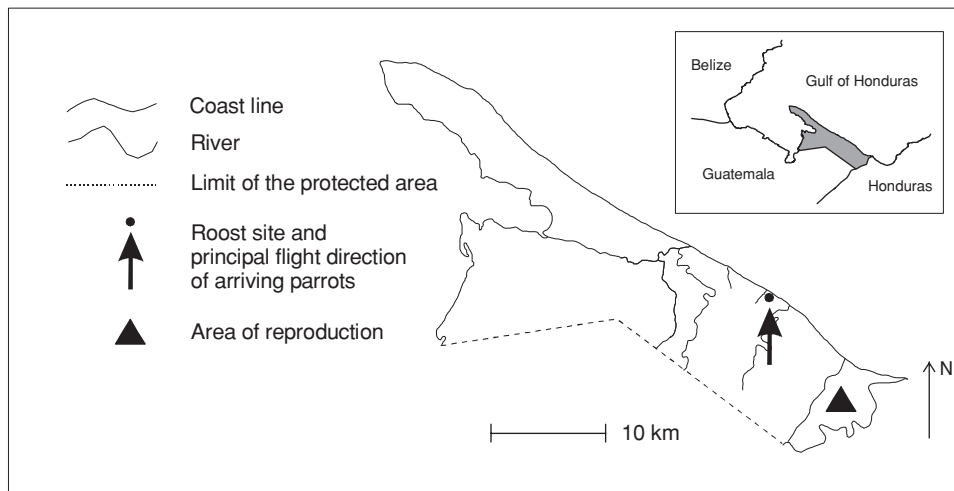 Coast line
River
Limit of the protected area
Roost site and
principal flight direction
of arriving parrots
Area of reproduction
Belize
Gulf of Honduras
Guatemala
Honduras
10 km
N